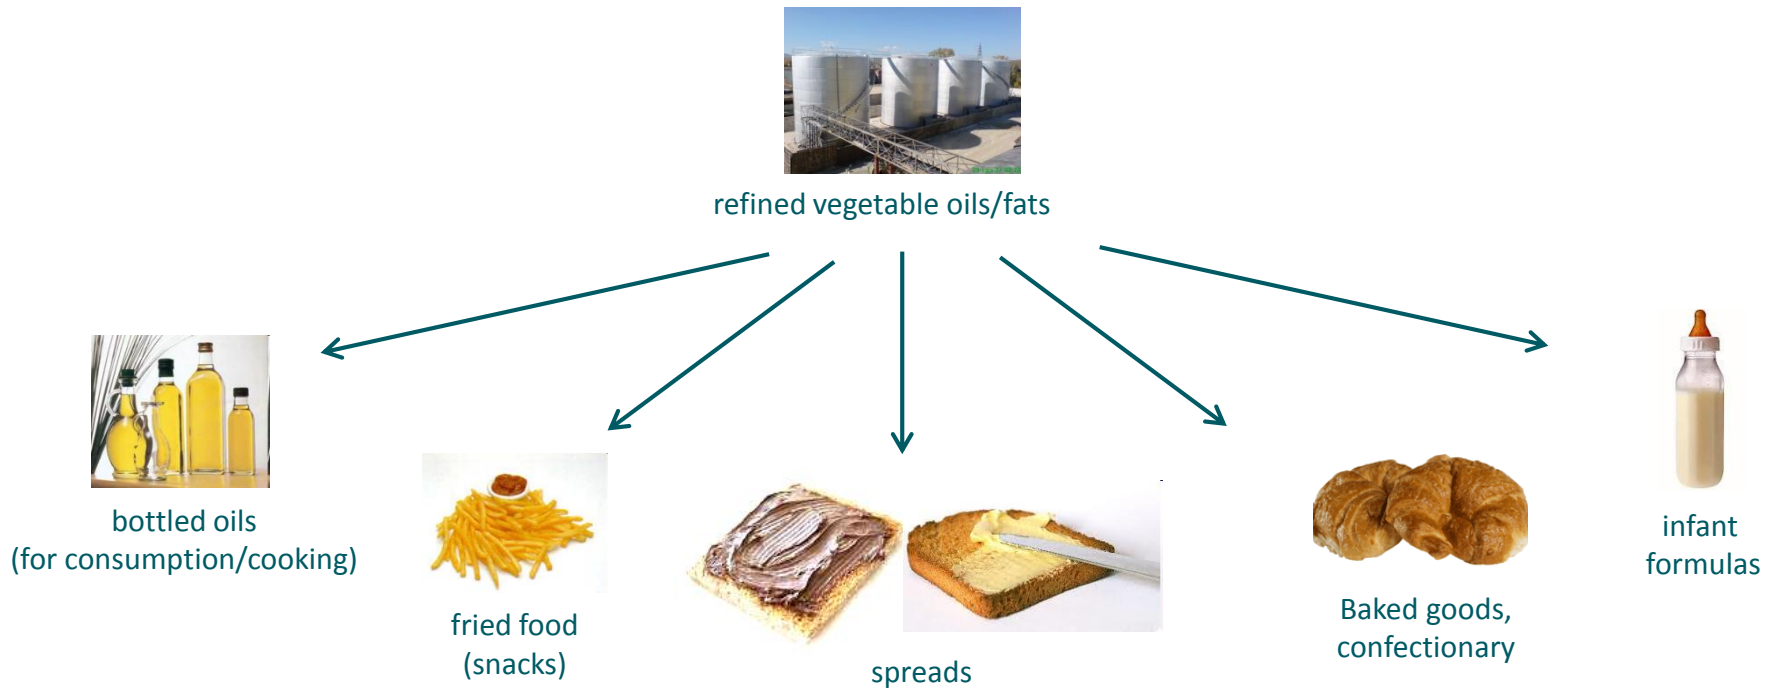 refined vegetable oils/fats
bottled oils
(for consumption/cooking)
fried food
(snacks)
spreads
Baked goods,
confectionary
infant
formulas